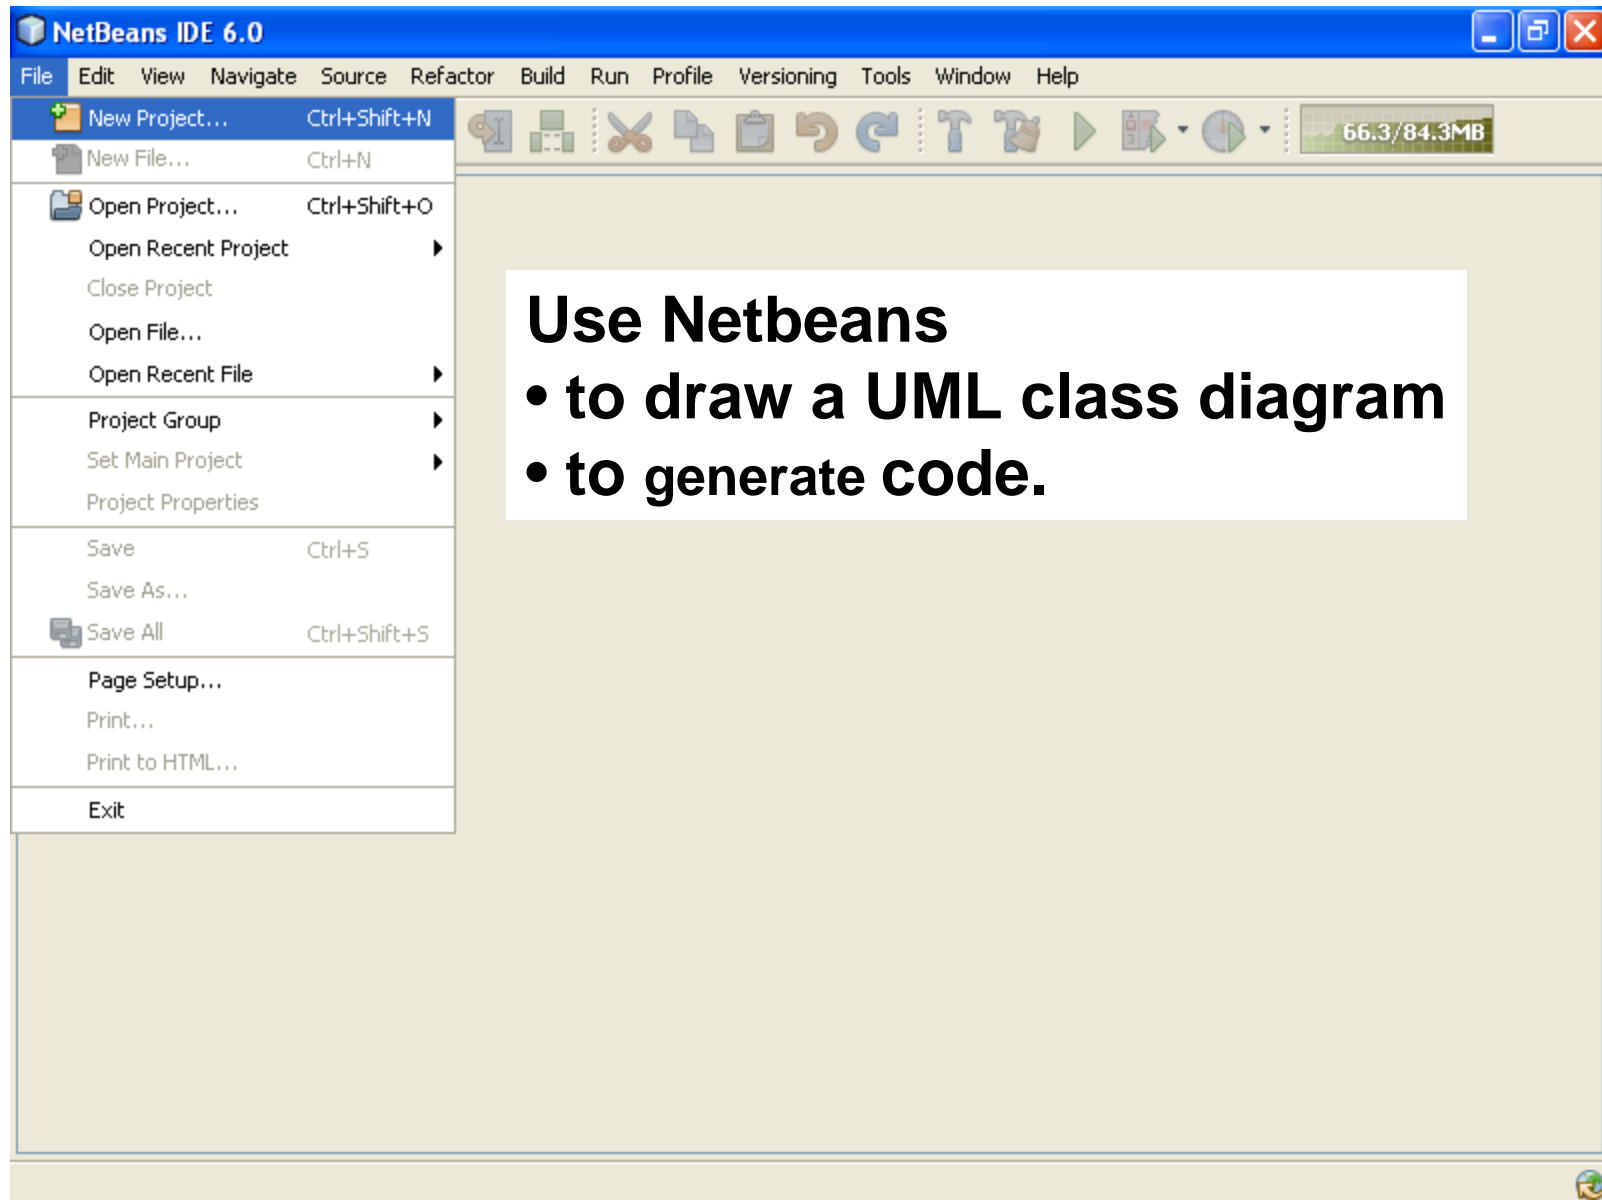 NetBeans IDE 6.0
File Edit View Navigate Source Refactor Build Run Profile Versioning Tools Window Help
New Project... Ctrl+Shift+N
66.3/84.3MB
New File... Ctrl+N
Open Project... Ctrl+Shift+O
Open Recent Project
Close Project
Open File...
Open Recent File
Project Group
Set Main Project
Project Properties
Save Ctrl+S
Save As...
Save All Ctrl+Shift+S
Page Setup...
Print...
Print to HTML...
Exit
Use Netbeans
• to draw a UML class diagram
• to generate code.